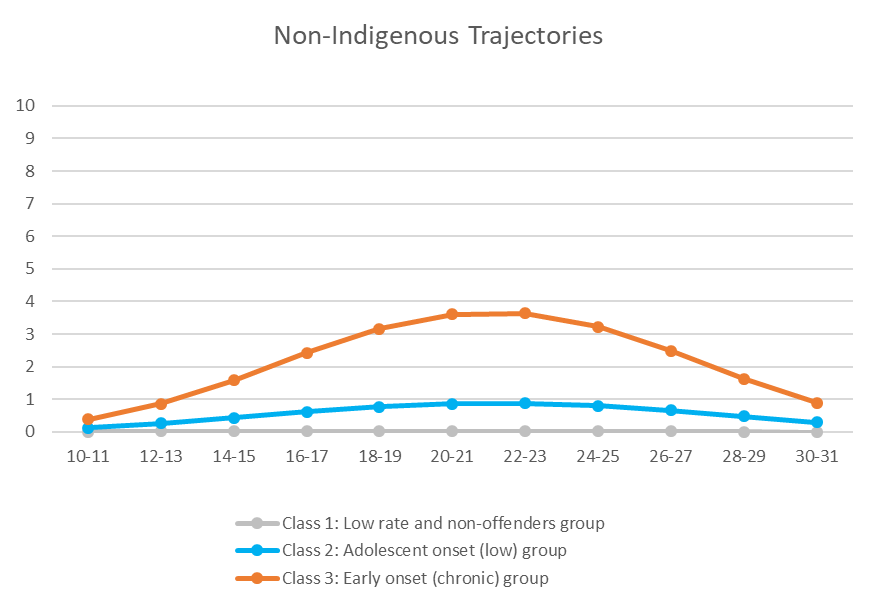 Non-Indigenous Trajectories
10
9
8
7
6
5
4
3
2
1
0
10-11 12-13 14-15 16-17 18-19 20-21 22-23 24-25 26-27 28-29 30-31
Class 1: Low rate and non-offenders group
Class 2: Adolescent onset (low) group
Class 3: Early onset (chronic) group